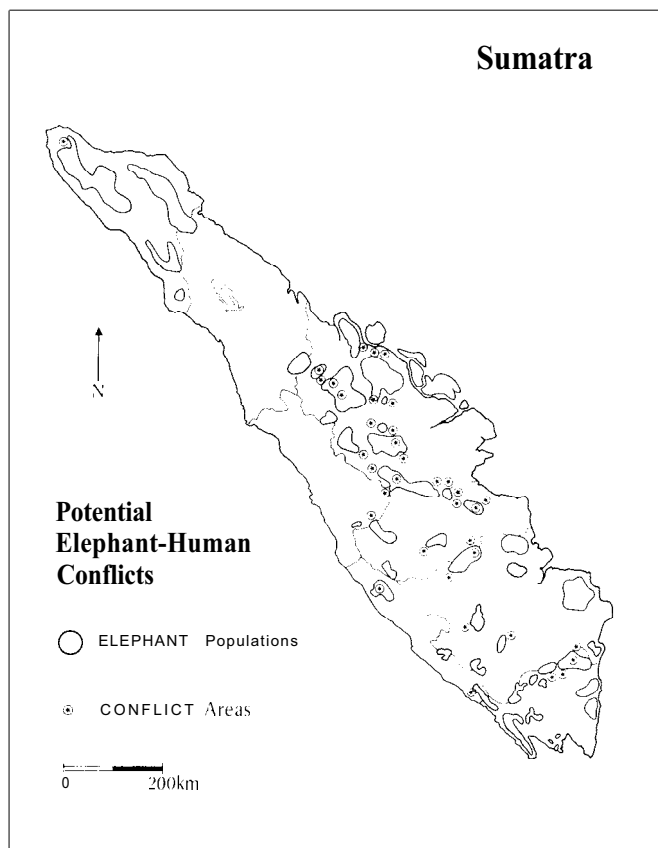 Sumatra
N
Potential
Elephant-Human
Conflicts
ELEPHANT Populations
CONFLICT Areas
0 200km